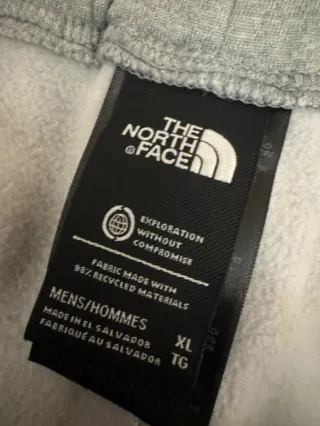 THE
NORTH
FACE
EXPLORATION
WITHOUT
COMPROMISE
FABRIC MADE WITH
98% RECYCLED MATERIALS
MENS/HOMMES XL
MADE IN EL SALVADOR TG
FABRIQUÉ AU SALVADOR